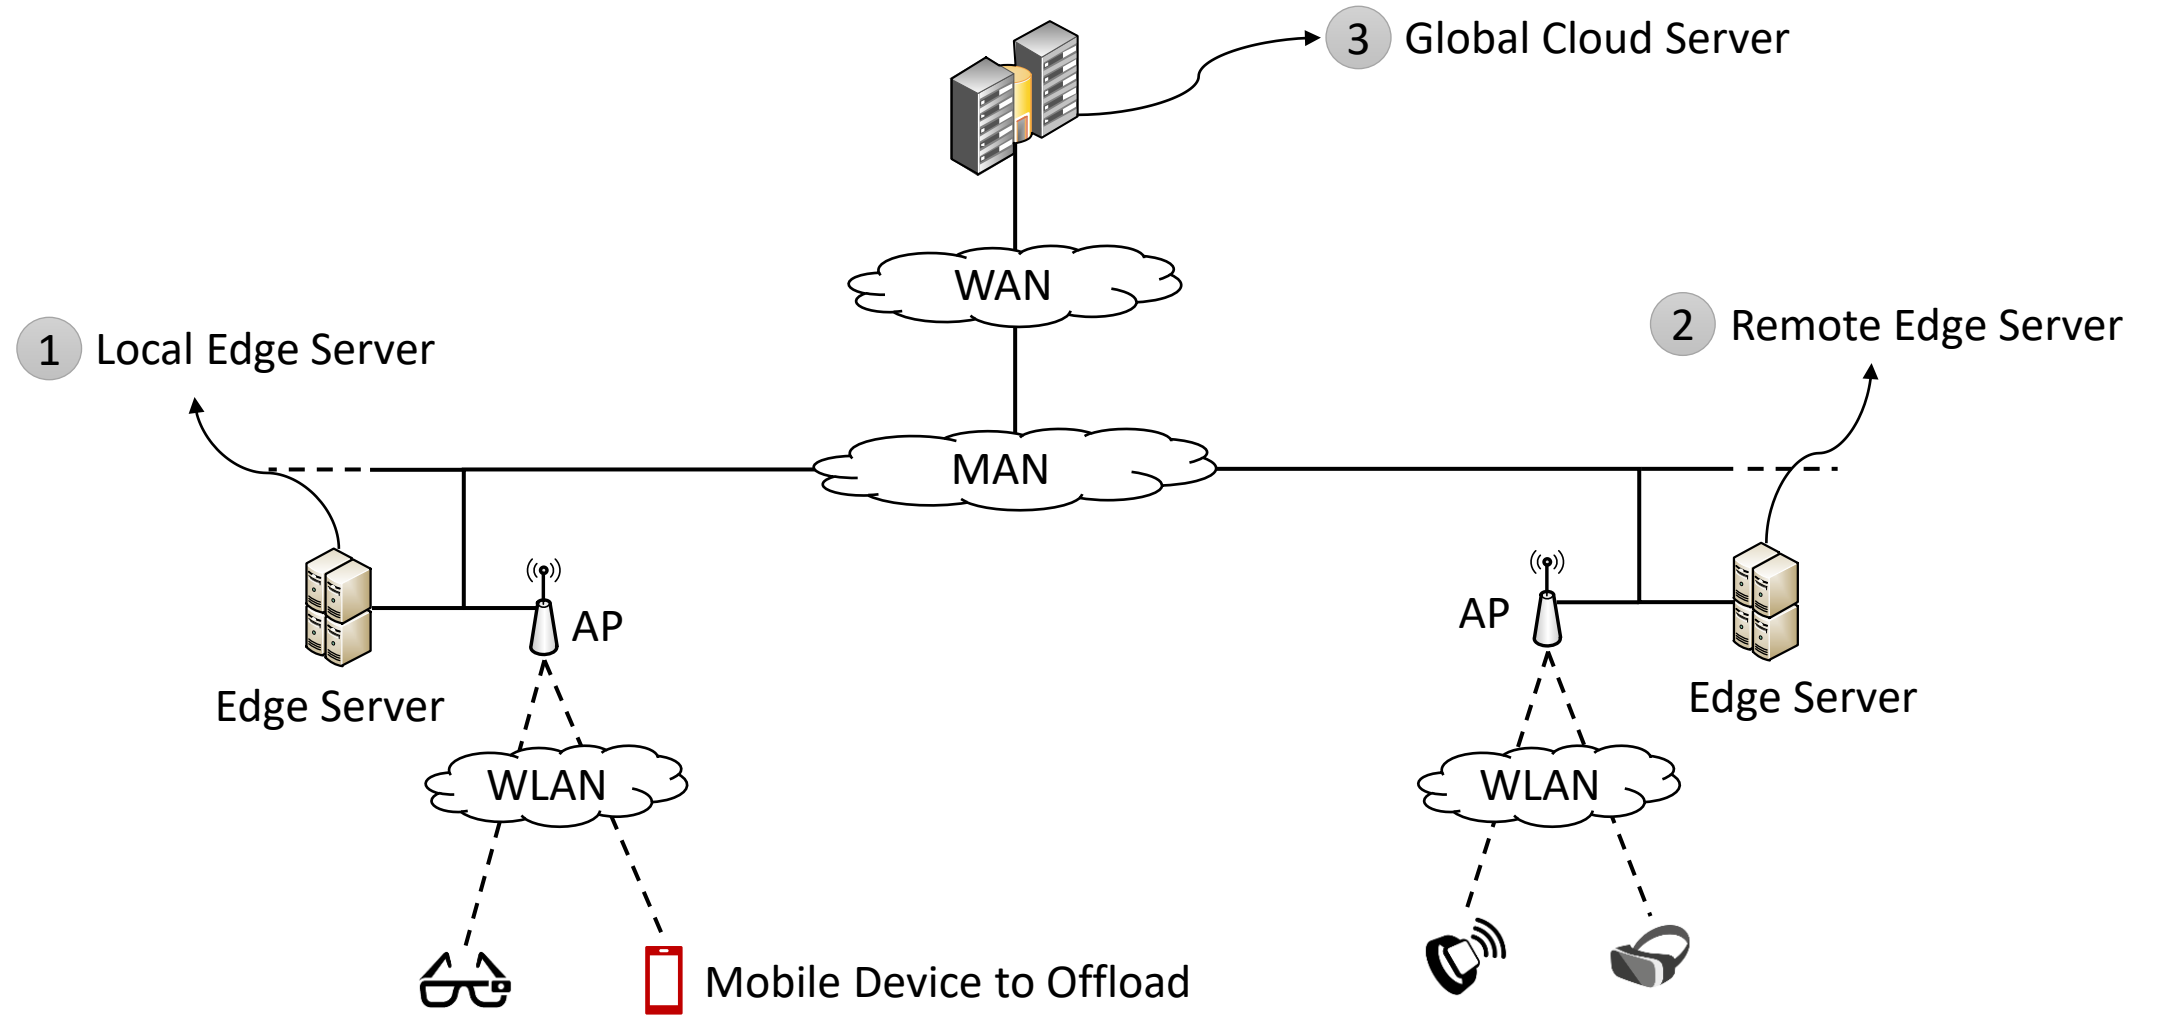 3 Global Cloud Server
WAN
1 Local Edge Server
2 Remote Edge Server
MAN
AP
AP
Edge Server
Edge Server
WLAN
WLAN
Mobile Device to Offload